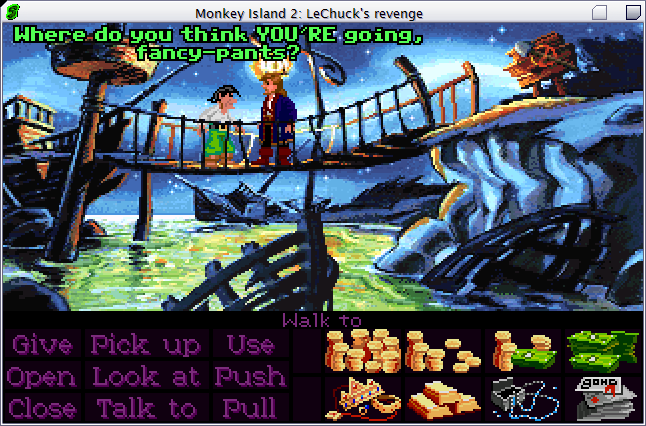 Monkey Island 2: LeChuck's revenge
Where do you think YOU'RE going,
fancy-pants?
Walk to
Give Pick up Use
Open Look at Push
Close Talk to Pull
gone